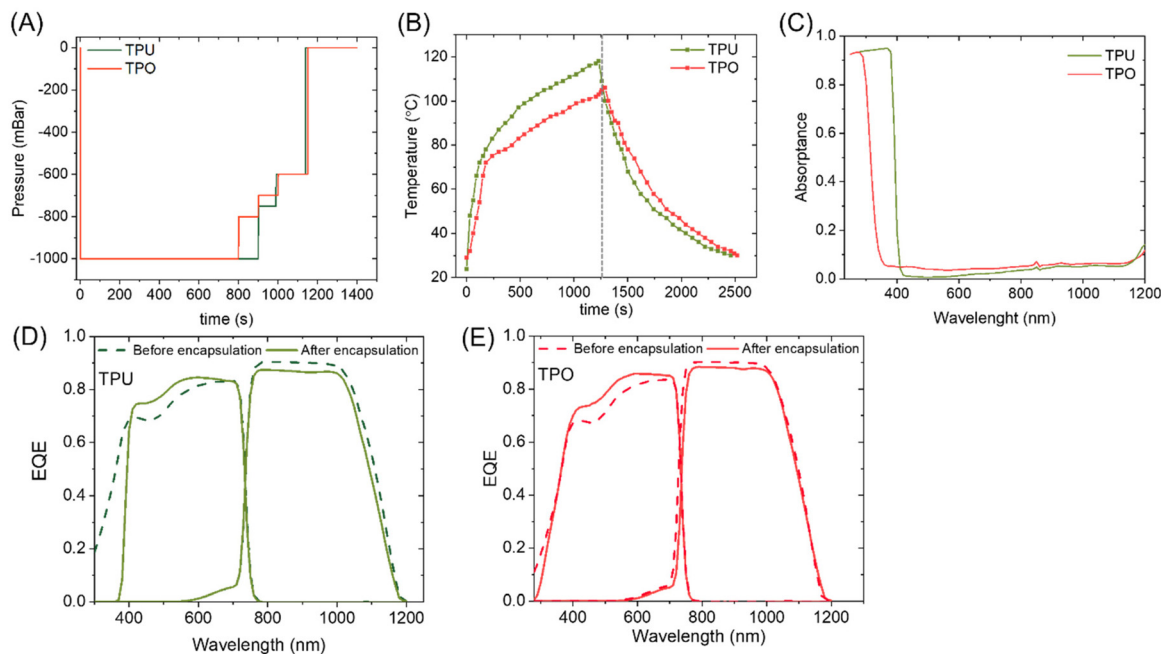 (A)
TPU
TPO
Pressure (mBar)
0
-200
-400
-600
-800
-1000
0 200 400 600 800 1000 1200 1400
time (s)
(B)
TPU
TPO
Temperature (°C)
120
100
80
60
40
20
0 500 1000 1500 2000 2500
time (s)
(C)
TPU
TPO
Absorptance
1.0
0.8
0.6
0.4
0.2
0.0
400 600 800 1000 1200
Wavelenght (nm)
(D)
Before encapsulation After encapsulation
TPU
EQE
1.0
0.8
0.6
0.4
0.2
0.0
400 600 800 1000 1200
Wavelength (nm)
(E)
Before encapsulation After encapsulation
TPO
EQE
1.0
0.8
0.6
0.4
0.2
0.0
400 600 800 1000 1200
Wavelength (nm)